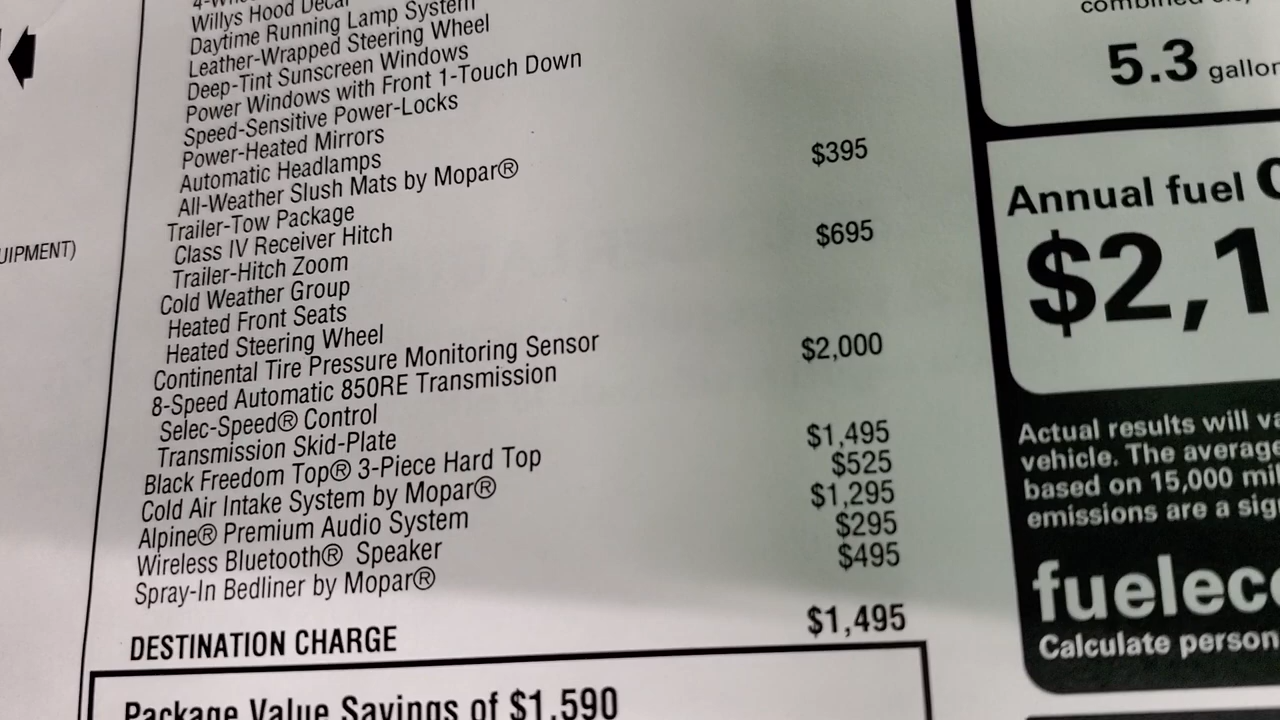 Willys Hood Decal
Daytime Running Lamp System
Leather-Wrapped Steering Wheel
Deep-Tint Sunscreen Windows
Power Windows with Front 1-Touch Down
Speed-Sensitive Power-Locks
Power-Heated Mirrors
Automatic Headlamps
All-Weather Slush Mats by Mopar®
Trailer-Tow Package $395
Class IV Receiver Hitch
Trailer-Hitch Zoom
Cold Weather Group $695
Heated Front Seats
Heated Steering Wheel
Continental Tire Pressure Monitoring Sensor
8-Speed Automatic 850RE Transmission $2,000
Selec-Speed® Control
Transmission Skid-Plate
Black Freedom Top® 3-Piece Hard Top $1,495
Cold Air Intake System by Mopar® $525
Alpine® Premium Audio System $1,295
Wireless Bluetooth® Speaker $295
Spray-In Bedliner by Mopar® $495
DESTINATION CHARGE $1,495
Package Value Savings of $1,590
UIPMENT)
combined
5.3 gallon
Annual fuel
$2,1
Actual results will va
vehicle. The average
based on 15,000 mil
emissions are a sig
fueleco
Calculate person